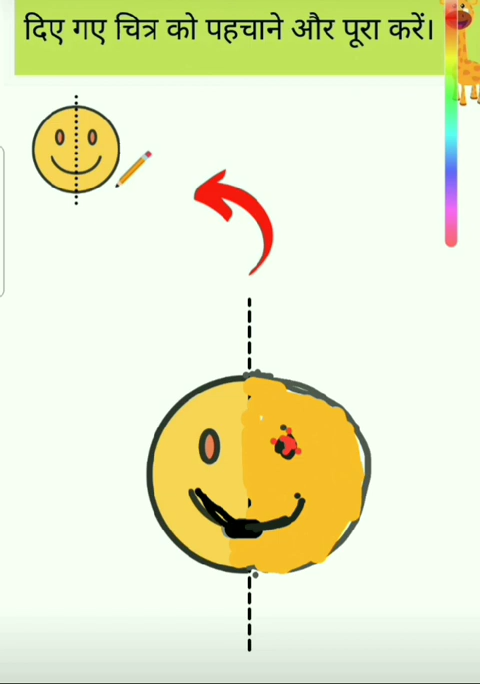 दिए गए चित्र को पहचाने और पूरा करें।